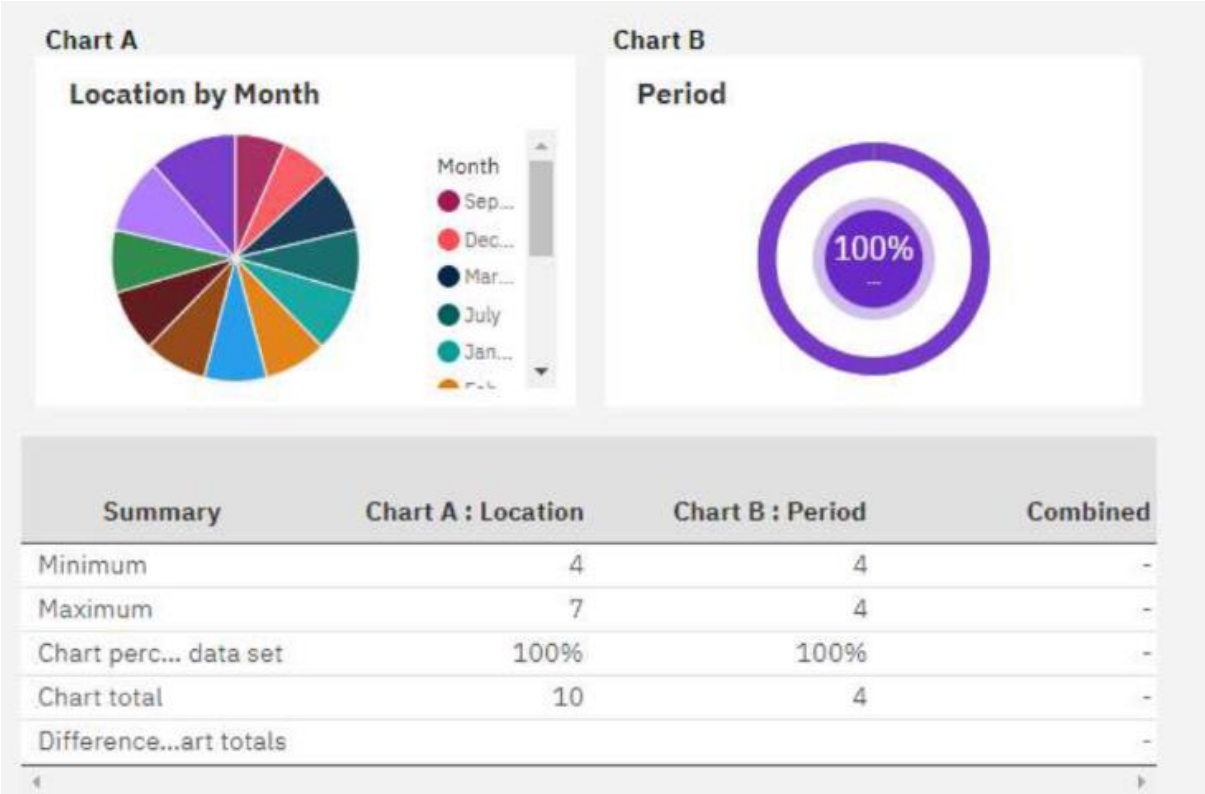 Chart A
Chart B
Location by Month
Period
Month
Sep...
Dec...
Mar...
July
Jan...
100%
...
Summary Chart A : Location Chart B : Period Combined
Minimum 4 4 -
Maximum 7 4 -
Chart perc... data set 100% 100% -
Chart total 10 4 -
Difference...art totals -